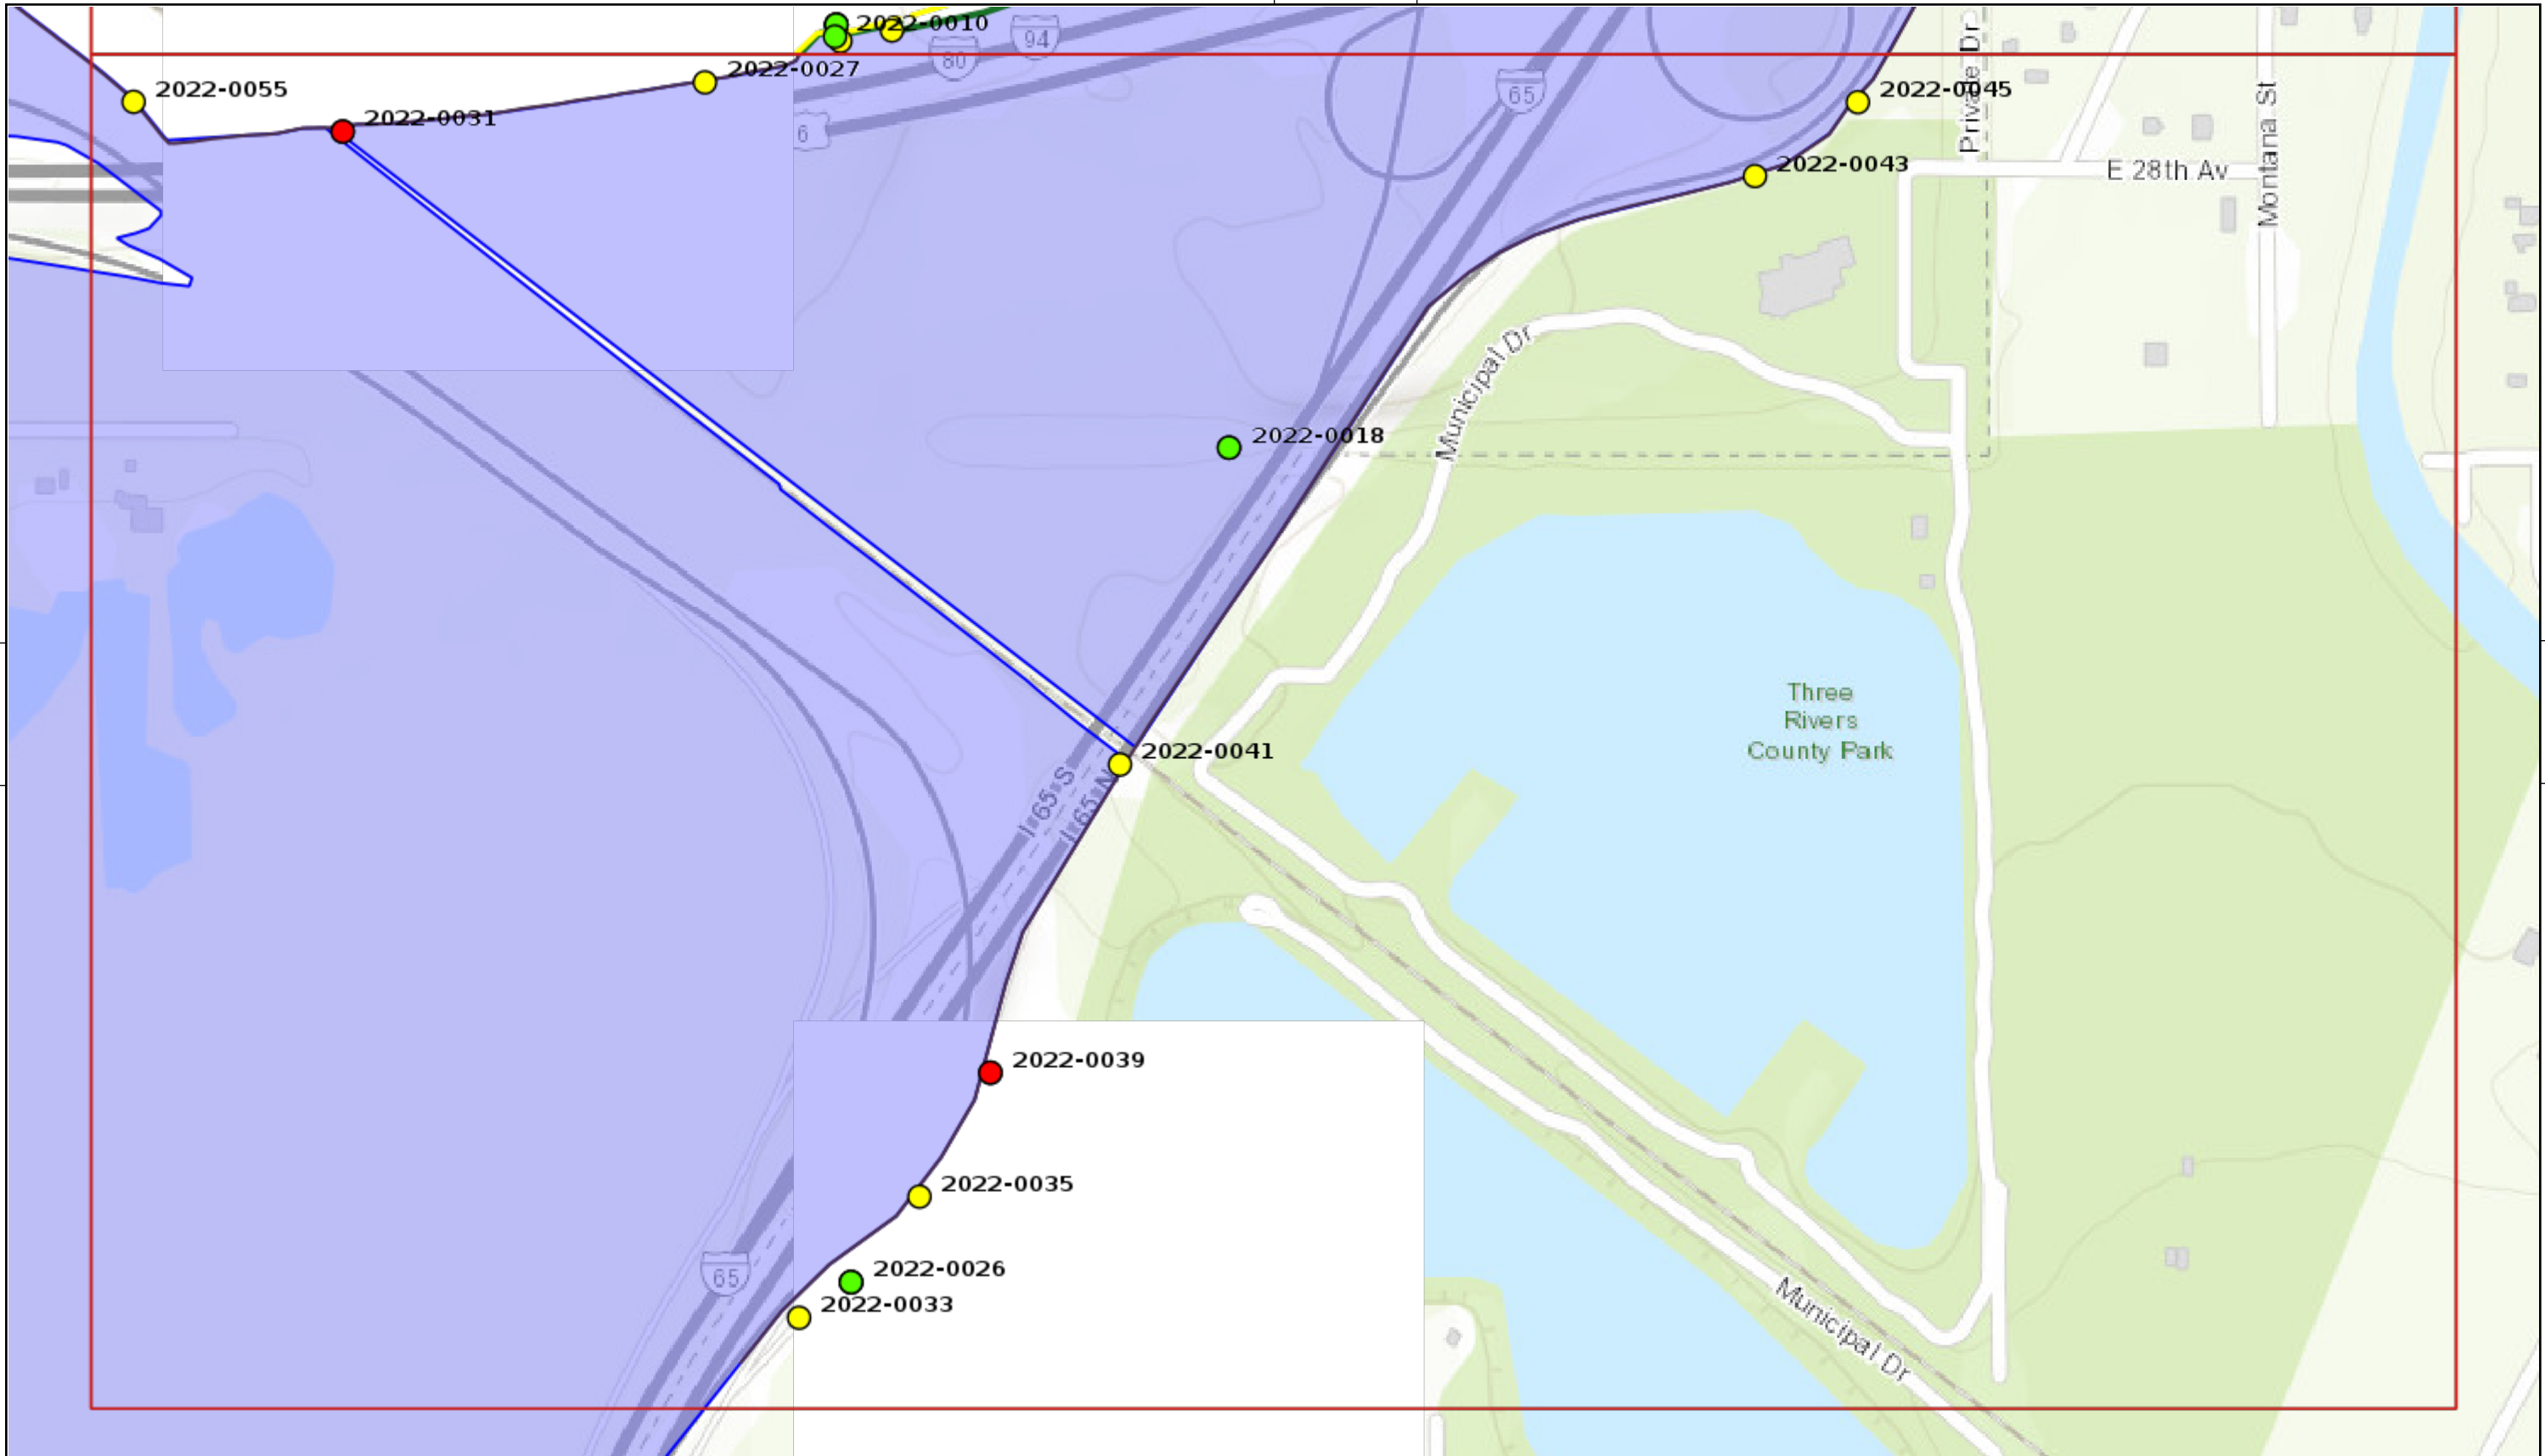 2022-0010
94
80
2022-0027
2022-0055
2022-0031
65
2022-0045
Private Dr
6
2022-0043
E 28th Av
Montana St
Municipal Dr
2022-0018
Three
Rivers
County Park
2022-0041
I 65 S
I 65 N
2022-0039
2022-0035
2022-0026
65
2022-0033
Municipal Dr